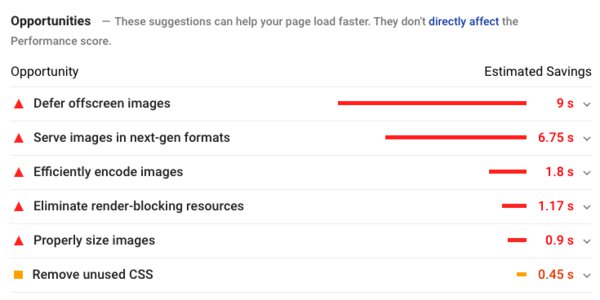 Opportunities — These suggestions can help your page load faster. They don't directly affect the
Performance score.
Opportunity Estimated Savings
Defer offscreen images 9 s
Serve images in next-gen formats 6.75 s
Efficiently encode images 1.8 s
Eliminate render-blocking resources 1.17 s
Properly size images 0.9 s
Remove unused CSS 0.45 s